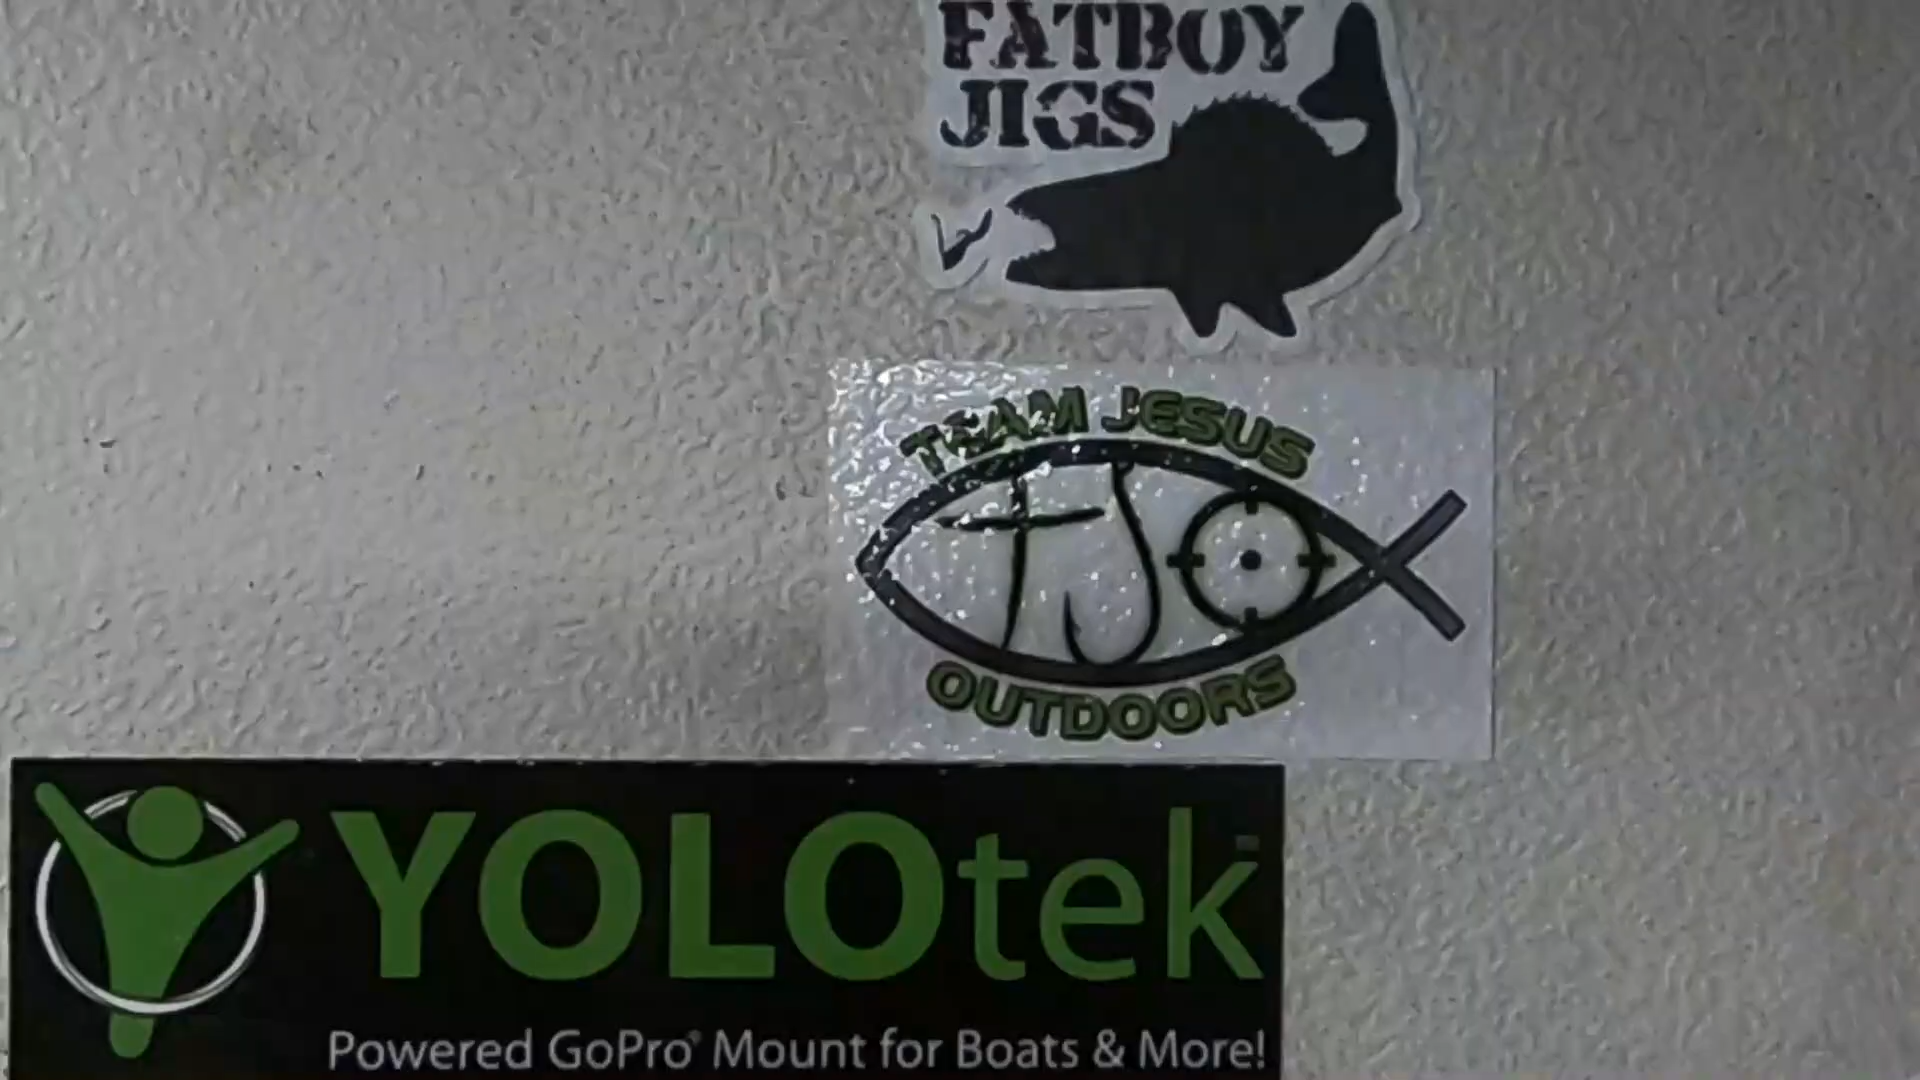 FATBOY
JIGS
TEAM JESUS
TJO
OUTDOORS
YOLOtek
Powered GoPro® Mount for Boats & More!